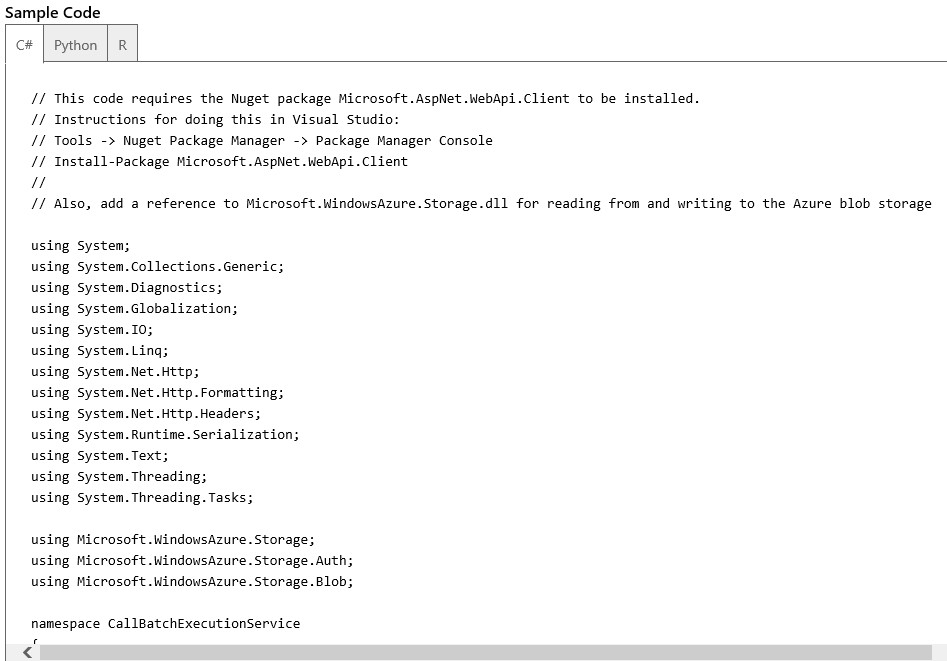 Sample Code
C# Python R
// This code requires the Nuget package Microsoft.AspNet.WebApi.Client to be installed.
// Instructions for doing this in Visual Studio:
// Tools -> Nuget Package Manager -> Package Manager Console
// Install-Package Microsoft.AspNet.WebApi.Client
//
// Also, add a reference to Microsoft.WindowsAzure.Storage.dll for reading from and writing to the Azure blob storage
using System;
using System.Collections.Generic;
using System.Diagnostics;
using System.Globalization;
using System.IO;
using System.Linq;
using System.Net.Http;
using System.Net.Http.Formatting;
using System.Net.Http.Headers;
using System.Runtime.Serialization;
using System.Text;
using System.Threading;
using System.Threading.Tasks;
using Microsoft.WindowsAzure.Storage;
using Microsoft.WindowsAzure.Storage.Auth;
using Microsoft.WindowsAzure.Storage.Blob;
namespace CallBatchExecutionService
{